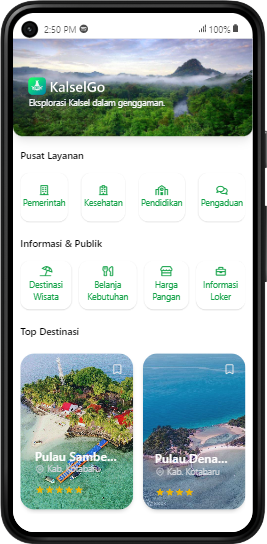 2:50 PM
100%
KalselGo
Eksplorasi Kalsel dalam genggaman.
Pusat Layanan
Pemerintah
Kesehatan
Pendidikan
Pengaduan
Informasi & Publik
Destinasi
Wisata
Belanja
Kebutuhan
Harga
Pangan
Informasi
Loker
Top Destinasi
Pulau Sambe...
Kab. Kotabaru
Pulau Dena...
Kab. Kotabaru